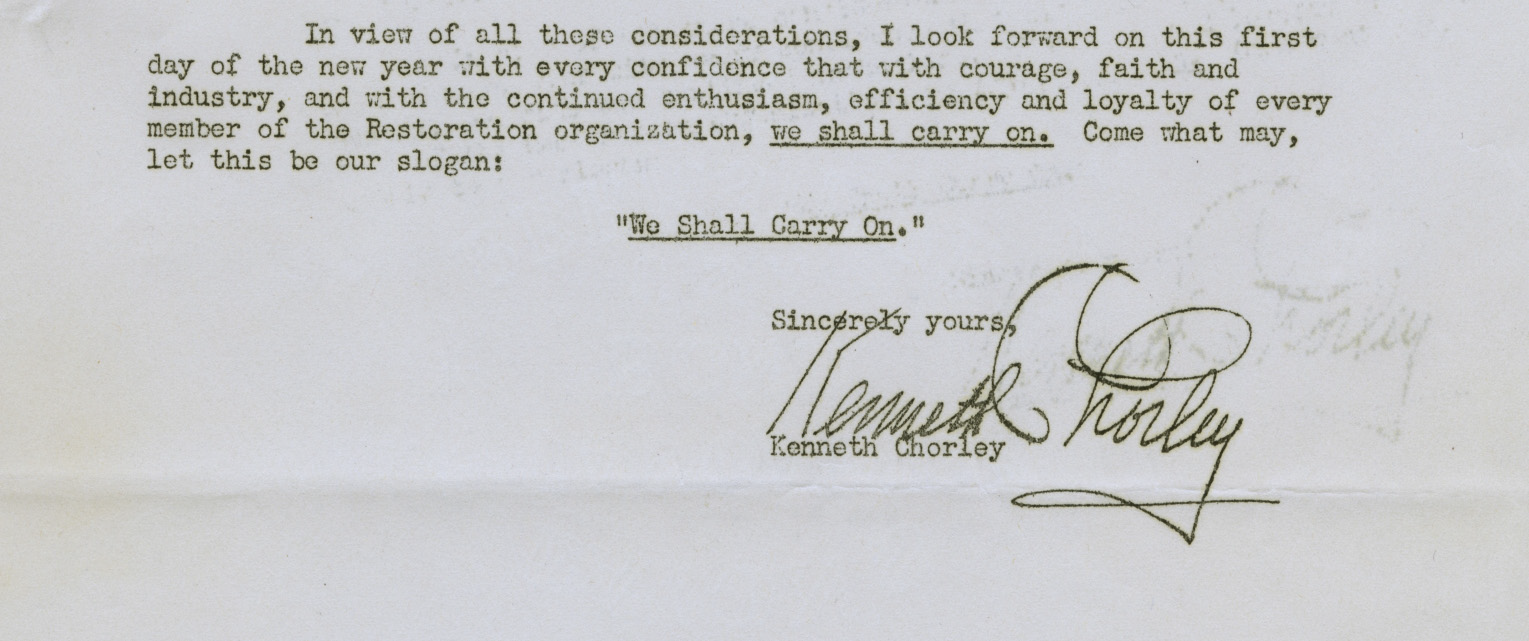 In view of all these considerations, I look forward on this first
day of the new year with every confidence that with courage, faith and
industry, and with the continued enthusiasm, efficiency and loyalty of every
member of the Restoration organization, we shall carry on. Come what may,
let this be our slogan:
"We Shall Carry On."
Sincerely yours,
Kenneth Chorley
Kenneth Chorley